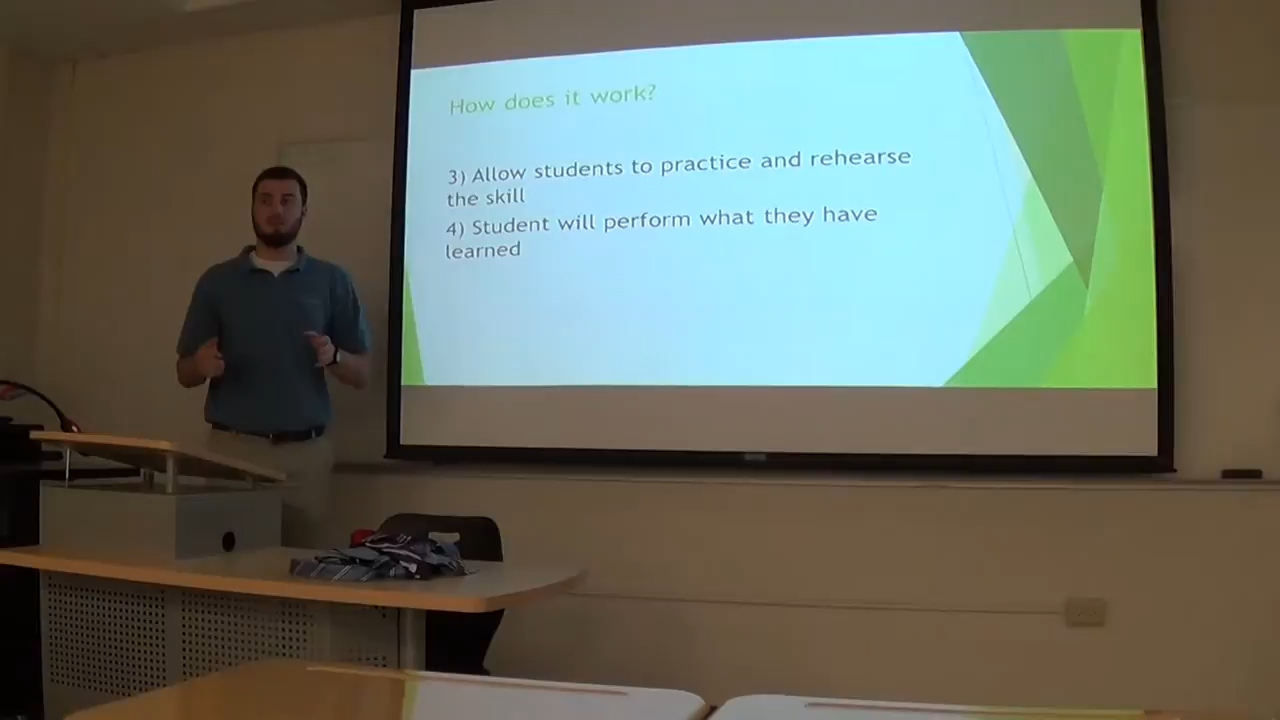 How does it work?
3) Allow students to practice and rehearse
the skill
4) Student will perform what they have
learned